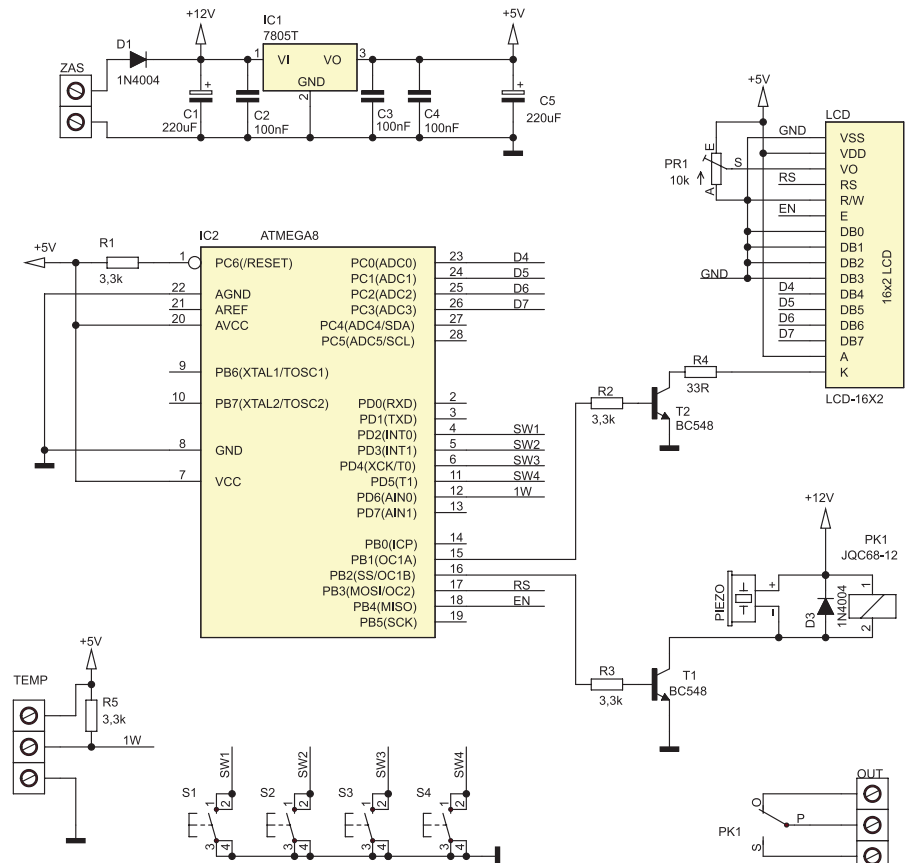 +12V
IC1
7805T
+5V
D1
1N4004
1
VI
VO
3
GND
2
ZAS
+
C1
220uF
C2
100nF
C3
100nF
C4
100nF
+
C5
220uF
+5V
LCD
GND
VSS
VDD
E
PR1
10k
S
A
VO
RS
RS
R/W
EN
E
DB0
DB1
DB2
GND
DB3
D4
DB4
D5
DB5
D6
DB6
D7
DB7
A
K
16x2 LCD
LCD-16X2
IC2
ATMEGA8
+5V
R1
3,3k
1
PC6(/RESET)
22
AGND
21
AREF
20
AVCC
9
PB6(XTAL1/TOSC1)
10
PB7(XTAL2/TOSC2)
8
GND
7
VCC
PC0(ADC0)
23
D4
PC1(ADC1)
24
D5
PC2(ADC2)
25
D6
PC3(ADC3)
26
D7
PC4(ADC4/SDA)
27
PC5(ADC5/SCL)
28
PD0(RXD)
2
PD1(TXD)
3
PD2(INT0)
4
SW1
PD3(INT1)
5
SW2
PD4(XCK/T0)
6
SW3
PD5(T1)
11
SW4
PD6(AIN0)
12
1W
PD7(AIN1)
13
PB0(ICP)
14
PB1(OC1A)
15
PB2(SS/OC1B)
16
PB3(MOSI/OC2)
17
RS
PB4(MISO)
18
EN
PB5(SCK)
19
R2
3,3k
R4
33R
T2
BC548
+12V
PK1
JQC68-12
PIEZO
+
-
D3
1N4004
1
2
R3
3,3k
T1
BC548
+5V
TEMP
R5
3,3k
1W
SW1
SW2
SW3
SW4
S1
1
2
3
4
S2
1
2
3
4
S3
1
2
3
4
S4
1
2
3
4
OUT
O
P
PK1
S